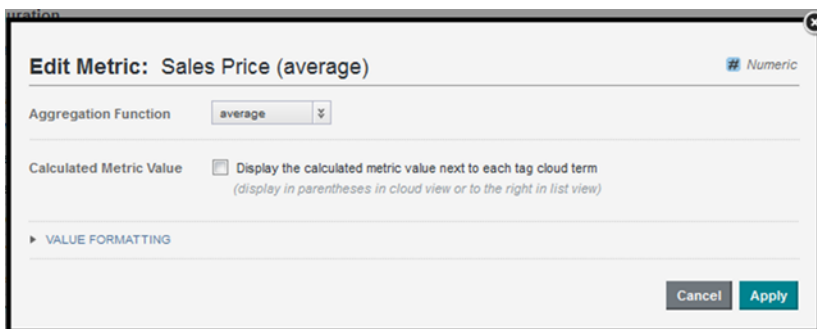 uration
Edit Metric: Sales Price (average)
# Numeric
Aggregation Function
average
Calculated Metric Value
Display the calculated metric value next to each tag cloud term
(display in parentheses in cloud view or to the right in list view)
VALUE FORMATTING
Cancel
Apply